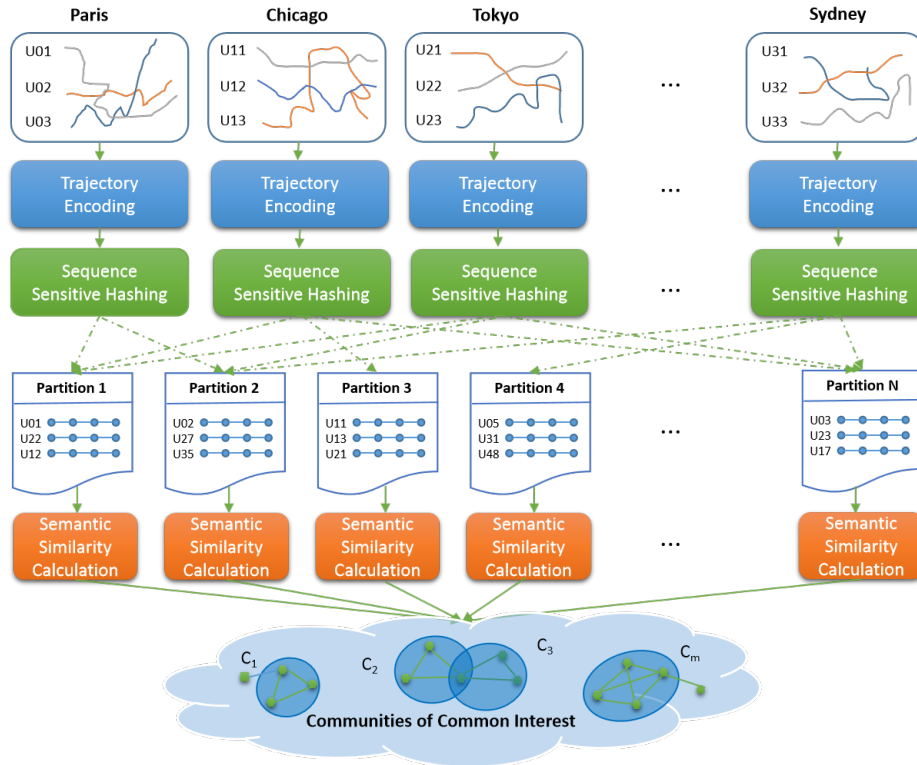 Paris
Chicago
Tokyo
Sydney
U01
U02
U03
U11
U12
U13
U21
U22
U23
...
U31
U32
U33
Trajectory
Encoding
Trajectory
Encoding
Trajectory
Encoding
...
Trajectory
Encoding
Sequence
Sensitive Hashing
Sequence
Sensitive Hashing
Sequence
Sensitive Hashing
...
Sequence
Sensitive Hashing
Partition 1
U01
U22
U12
Partition 2
U02
U27
U35
Partition 3
U11
U13
U21
Partition 4
U05
U31
U48
...
Partition N
U03
U23
U17
Semantic
Similarity
Calculation
Semantic
Similarity
Calculation
Semantic
Similarity
Calculation
Semantic
Similarity
Calculation
...
Semantic
Similarity
Calculation
C1
C2
C3
Cm
Communities of Common Interest